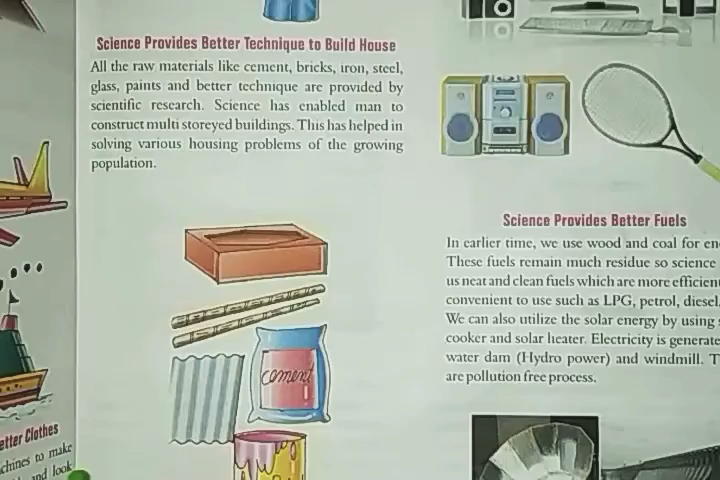 Science Provides Better Technique to Build House
All the raw materials like cement, bricks, iron, steel,
glass, paints and better technique are provided by
scientific research. Science has enabled man to
construct multi storeyed buildings. This has helped in
solving various housing problems of the growing
population.
cement
etter Clothes
chines to make
and look
Science Provides Better Fuels
In earlier time, we use wood and coal for en
These fuels remain much residue so science
us neat and clean fuels which are more efficien
convenient to use such as LPG, petrol, diesel.
We can also utilize the solar energy by using
cooker and solar heater. Electricity is generate
water dam (Hydro power) and windmill. T
are pollution free process.